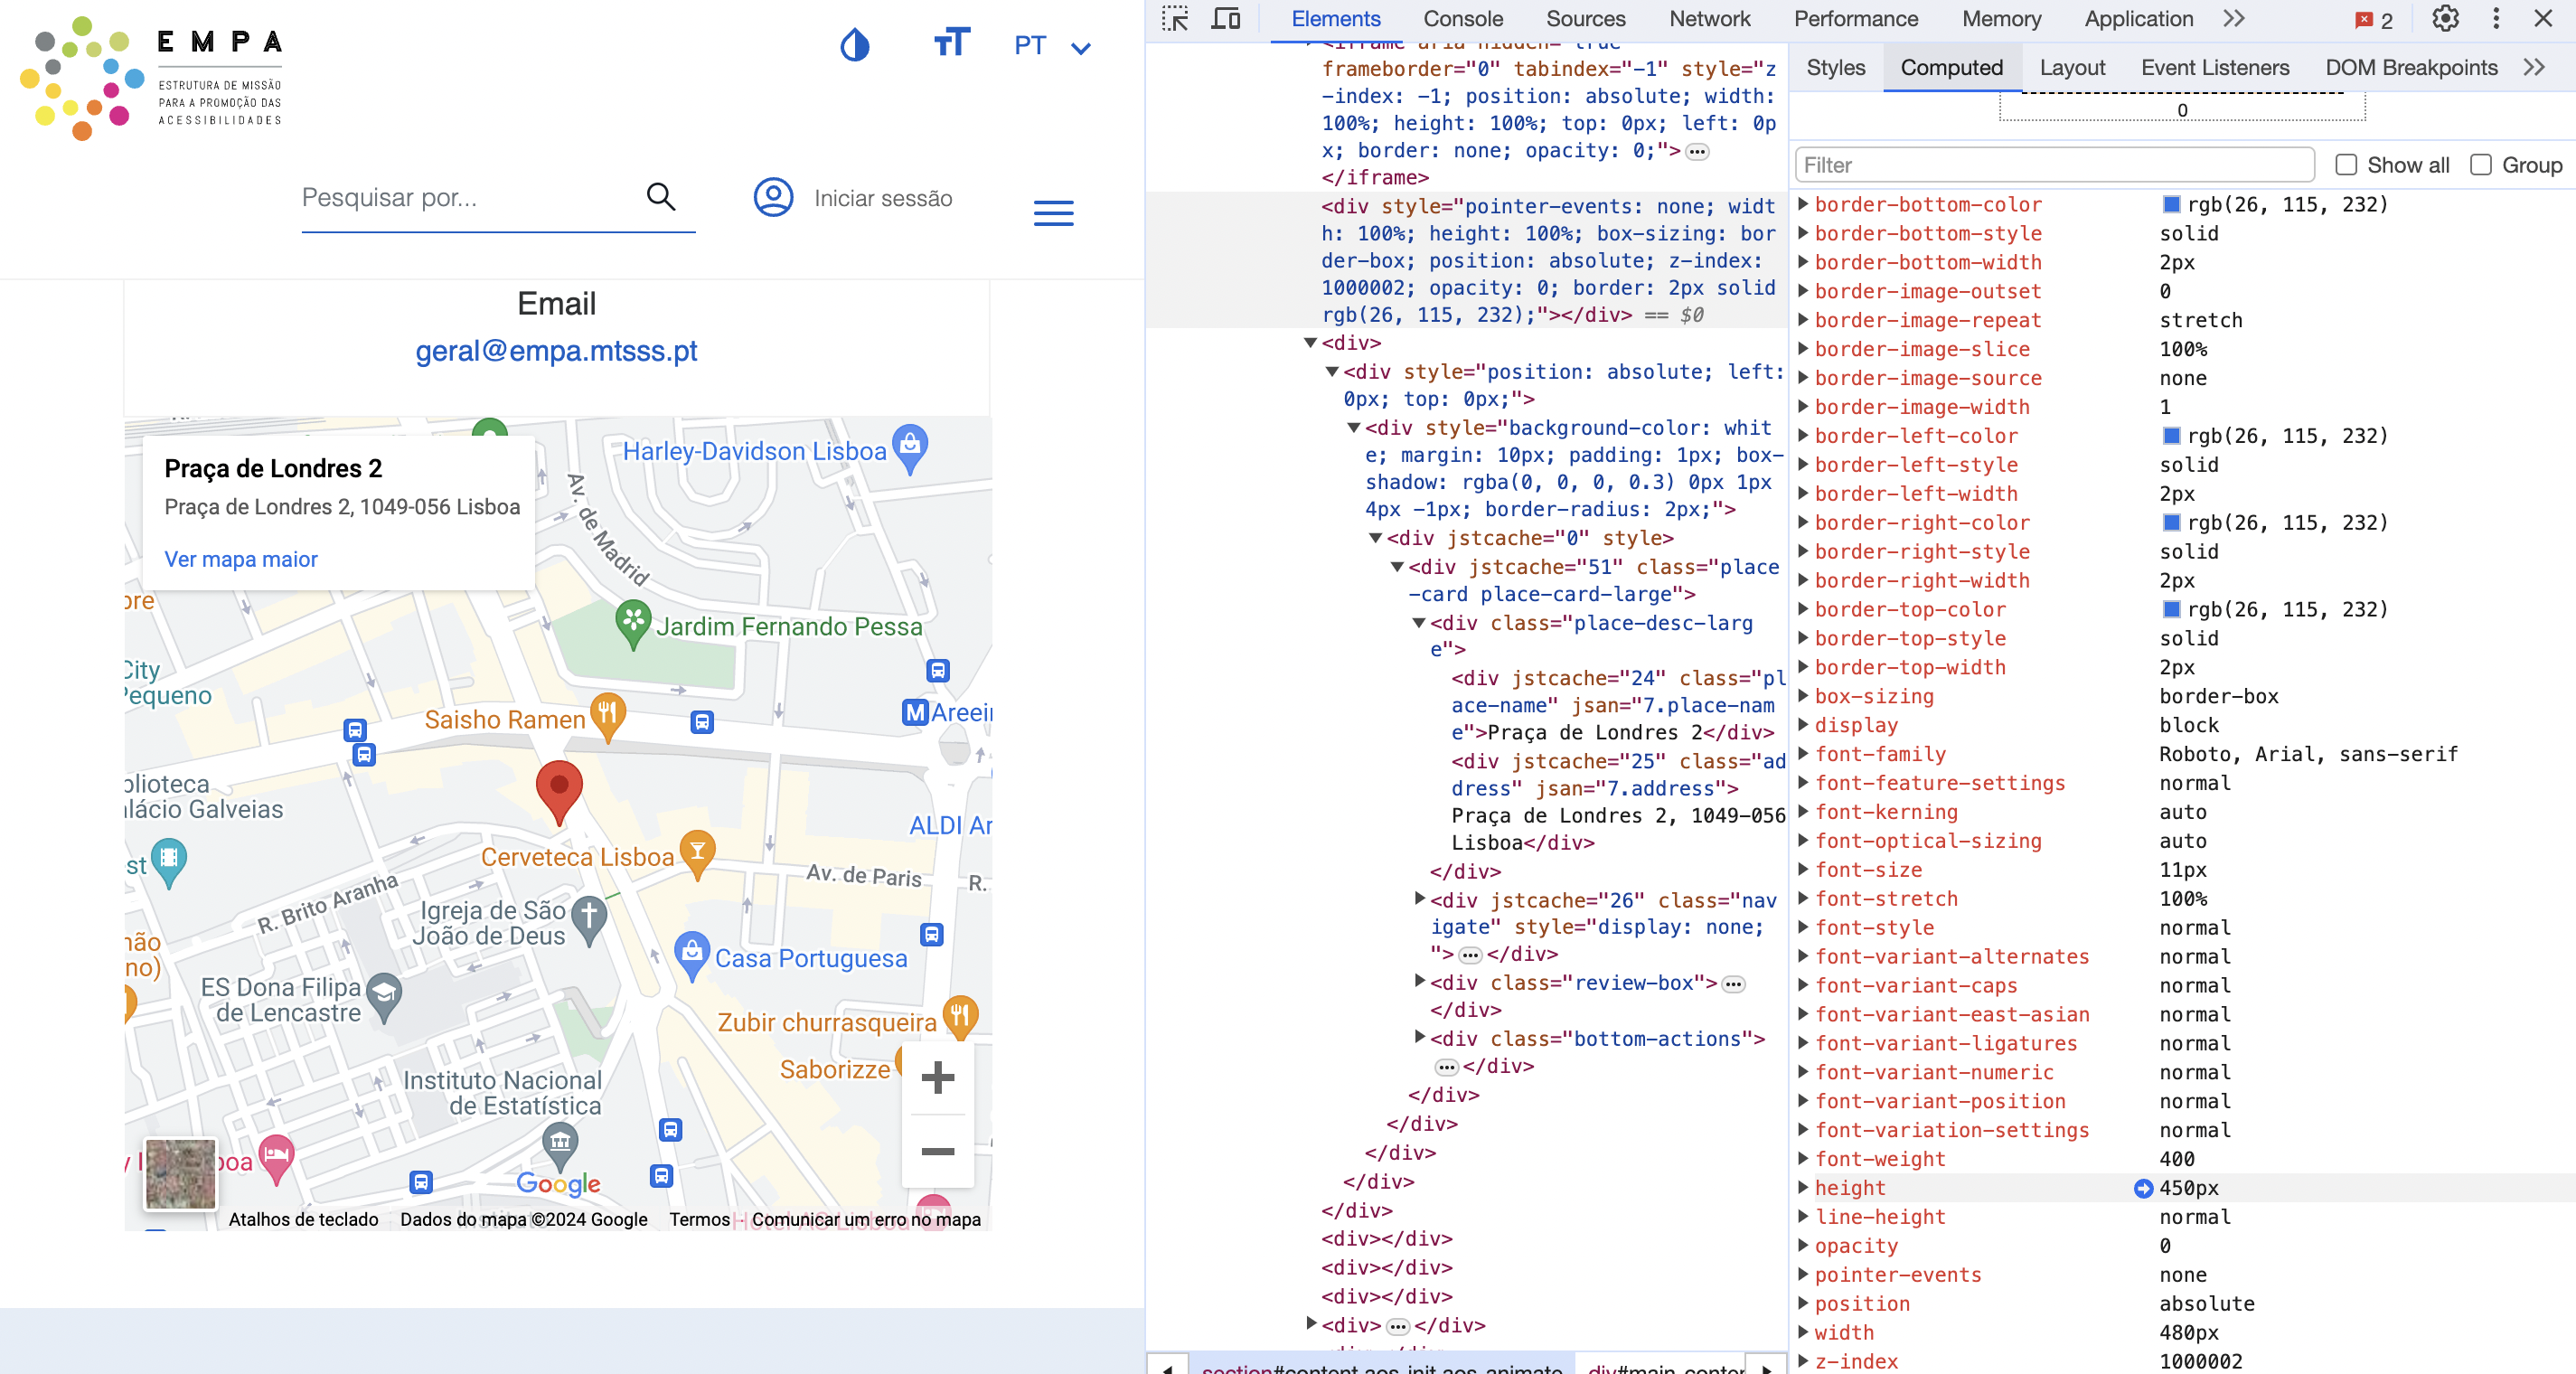 EMPA
ESTRUTURA DE MISSÃO
PARA A PROMOÇÃO DAS
ACESSIBILIDADES
TT PT
Pesquisar por...
Iniciar sessão
Email
geral@empa.mtsss.pt
Praça de Londres 2
Praça de Londres 2, 1049-056 Lisboa
Ver mapa maior
Harley-Davidson Lisboa
Av. de Madrid
Jardim Fernando Pessa
City
Pequeno
Saisho Ramen
M
Palácio Galveias
Cerveteca Lisboa
Av. de Paris
R.
R. Brito Aranha
Igreja de São
João de Deus
Casa Portuguesa
ES Dona Filipa
de Lencastre
Zubir churrasqueira
Saborizze
Instituto Nacional
de Estatística
Google
Atalhos de teclado Dados do mapa ©2024 Google Termos Comunicar um erro no mapa
Elements Console Sources Network Performance Memory Application 2
frameborder="0" tabindex="-1" style="z
-index: -1; position: absolute; width:
100%; height: 100%; top: 0px; left: 0p
x; border: none; opacity: 0;">
</iframe>
<div style="pointer-events: none; widt
h: 100%; height: 100%; box-sizing: bor
der-box; position: absolute; z-index:
1000002; opacity: 0; border: 2px solid
rgb(26, 115, 232);"></div> == $0
<div>
<div style="position: absolute; left:
0px; top: 0px;">
<div style="background-color: whit
e; margin: 10px; padding: 1px; box-
shadow: rgba(0, 0, 0, 0.3) 0px 1px
4px -1px; border-radius: 2px;">
<div jstcache="0" style>
<div jstcache="51" class="place
-card place-card-large">
<div class="place-desc-larg
e">
<div jstcache="24" class="pl
ace-name" jsan="7.place-nam
e">Praça de Londres 2</div>
<div jstcache="25" class="ad
dress" jsan="7.address">
Praça de Londres 2, 1049-056
Lisboa</div>
</div>
<div jstcache="26" class="nav
igate" style="display: none;
">…</div>
<div class="review-box">…
</div>
<div class="bottom-actions">
…</div>
</div>
</div>
</div>
</div>
</div>
<div></div>
<div></div>
<div></div>
<div>…</div>
Styles Computed Layout Event Listeners DOM Breakpoints
0
Filter Show all Group
border-bottom-color rgb(26, 115, 232)
border-bottom-style solid
border-bottom-width 2px
border-image-outset 0
border-image-repeat stretch
border-image-slice 100%
border-image-source none
border-image-width 1
border-left-color rgb(26, 115, 232)
border-left-style solid
border-left-width 2px
border-right-color rgb(26, 115, 232)
border-right-style solid
border-right-width 2px
border-top-color rgb(26, 115, 232)
border-top-style solid
border-top-width 2px
box-sizing border-box
display block
font-family Roboto, Arial, sans-serif
font-feature-settings normal
font-kerning auto
font-optical-sizing auto
font-size 11px
font-stretch 100%
font-style normal
font-variant-alternates normal
font-variant-caps normal
font-variant-east-asian normal
font-variant-ligatures normal
font-variant-numeric normal
font-variant-position normal
font-variation-settings normal
font-weight 400
height 450px
line-height normal
opacity 0
pointer-events none
position absolute
width 480px
z-index 1000002